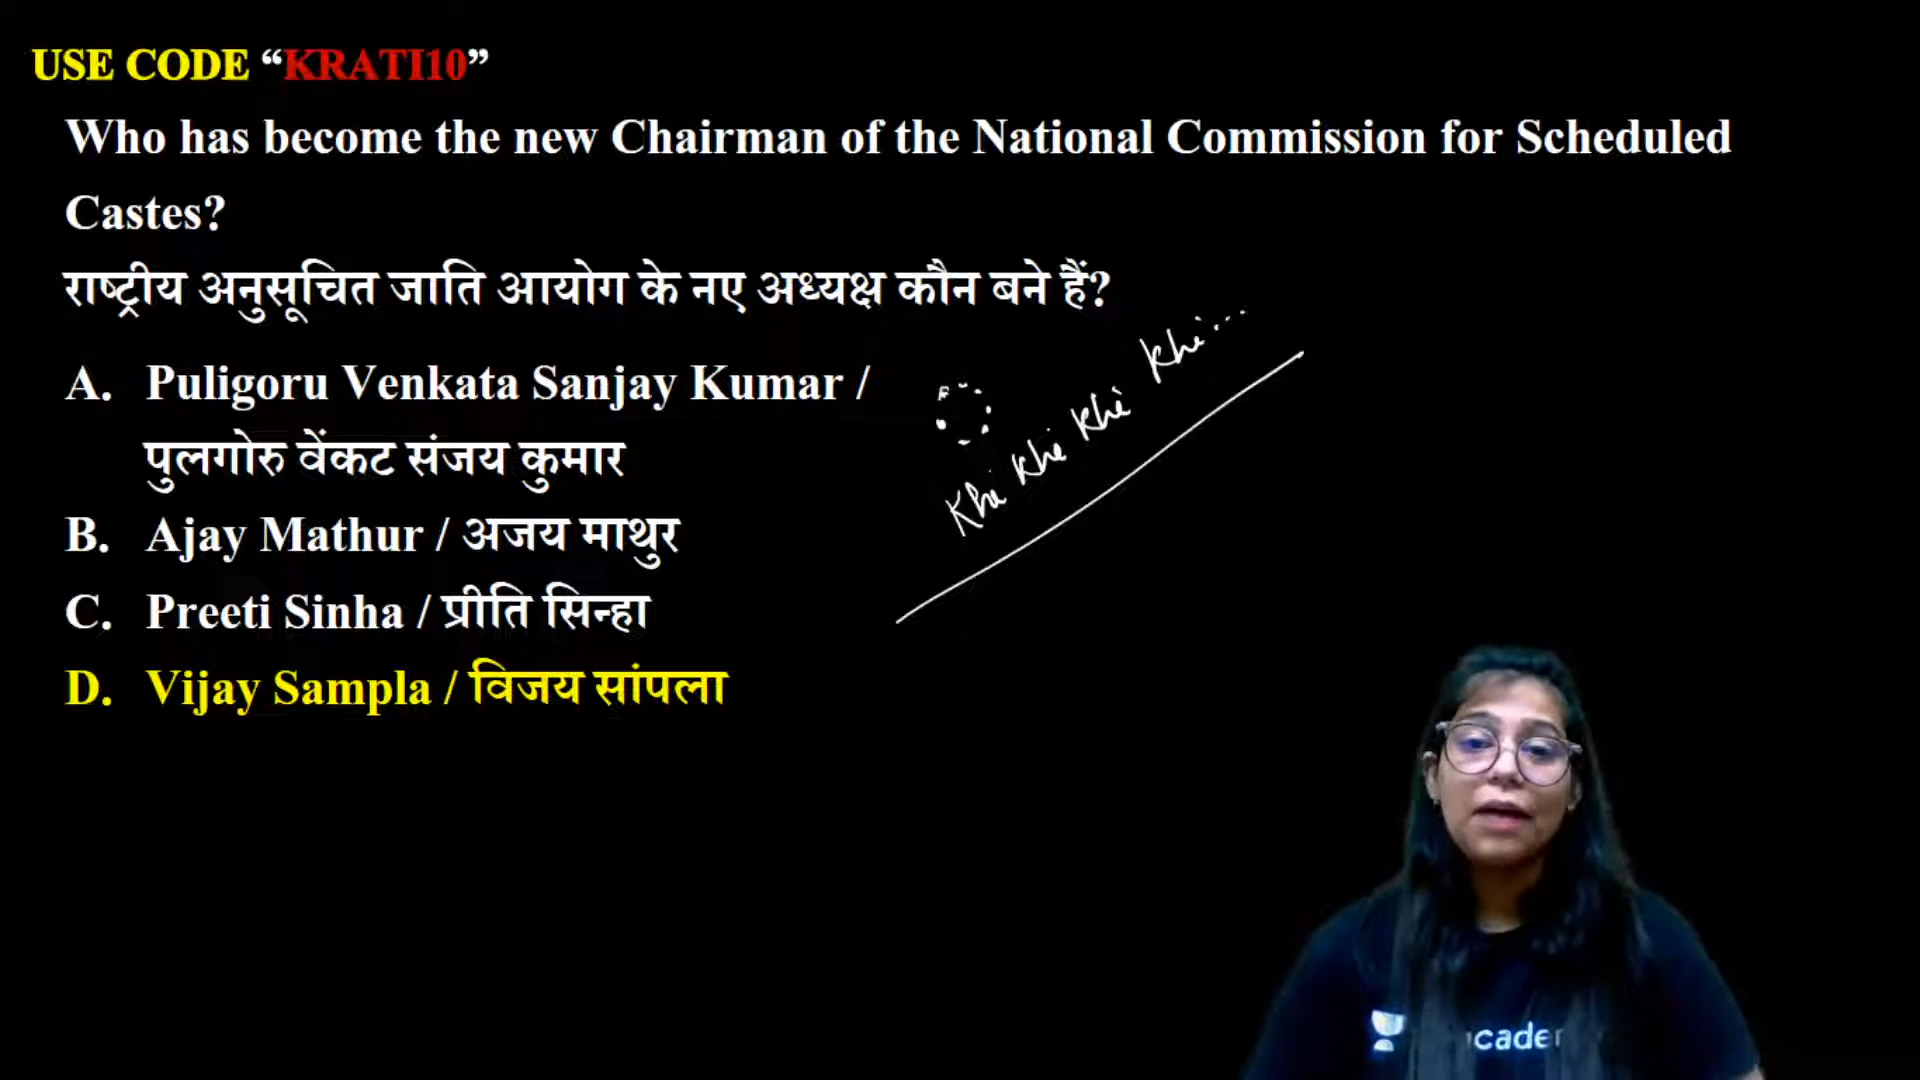 USE CODE “KRATI10”
Who has become the new Chairman of the National Commission for Scheduled
Castes?
राष्ट्रीय अनुसूचित जाति आयोग के नए अध्यक्ष कौन बने हैं?
A. Puligoru Venkata Sanjay Kumar /
पुलगोरु वेंकट संजय कुमार
Khi Khi Khi Khi...
B. Ajay Mathur / अजय माथुर
C. Preeti Sinha / प्रीति सिन्हा
D. Vijay Sampla / विजय सांपला